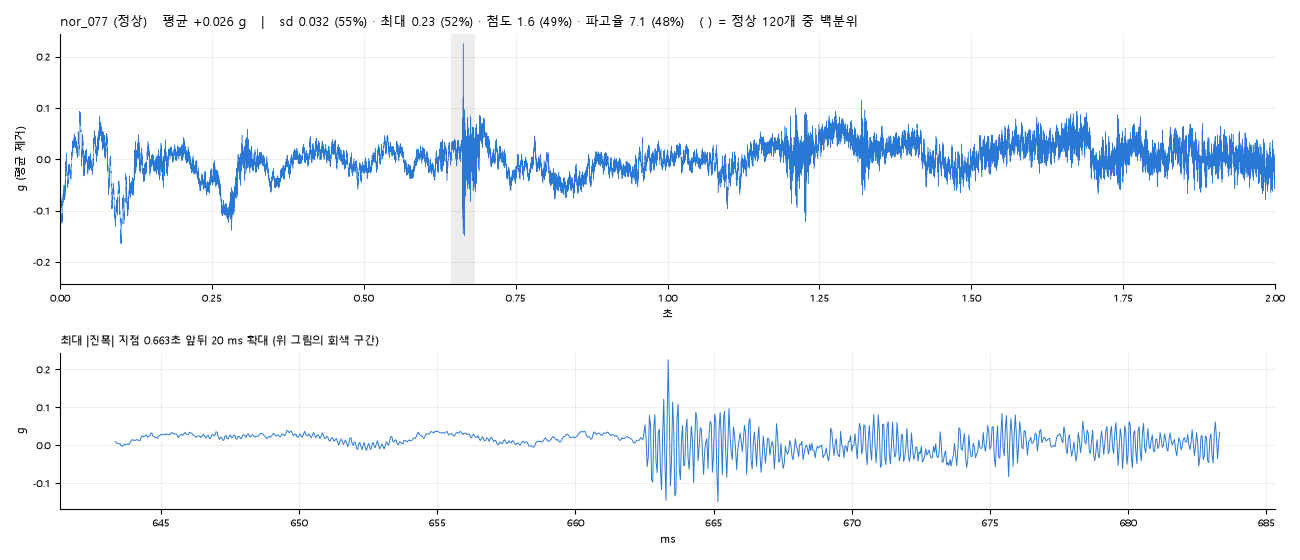 nor_077 (정상) 평균 +0.026 g | sd 0.032 (55%) · 최대 0.23 (52%) · 첨도 1.6 (49%) · 파고율 7.1 (48%) ( ) = 정상 120개 중 백분위
g (평균 제거)
0.2
0.1
0.0
-0.1
-0.2
0.00 0.25 0.50 0.75 1.00 1.25 1.50 1.75 2.00
초
최대 |진폭| 지점 0.663초 앞뒤 20 ms 확대 (위 그림의 회색 구간)
g
0.2
0.1
0.0
-0.1
645 650 655 660 665 670 675 680 685
ms